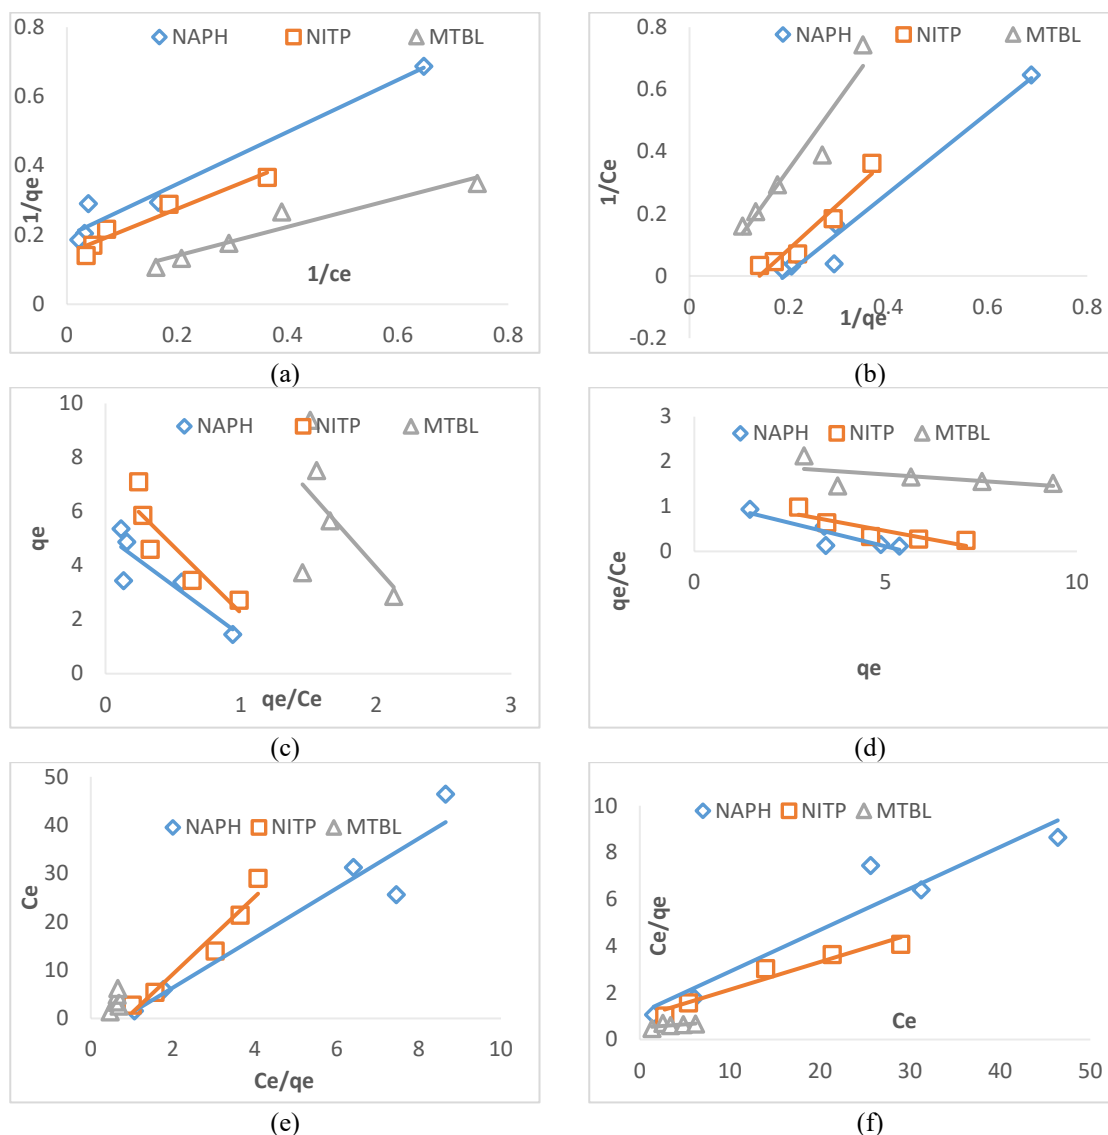 0.8
NAPH NITP MTBL
0.6
1/qe
0.4
0.2
1/ce
0
0 0.2 0.4 0.6 0.8
(a)
0.8
NAPH NITP MTBL
0.6
1/Ce
0.4
0.2
0
0 0.2 0.4 0.6 0.8
1/qe
-0.2
(b)
10
NAPH NITP MTBL
8
6
qe
4
2
0
0 1 2 3
qe/Ce
(c)
3
NAPH NITP MTBL
2
1
qe/Ce
0
0 5 10
qe
(d)
50
NAPH NITP MTBL
40
30
Ce
20
10
0
0 2 4 6 8 10
Ce/qe
(e)
10
NAPH NITP MTBL
8
6
Ce/qe
4
2
Ce
0
0 10 20 30 40 50
(f)